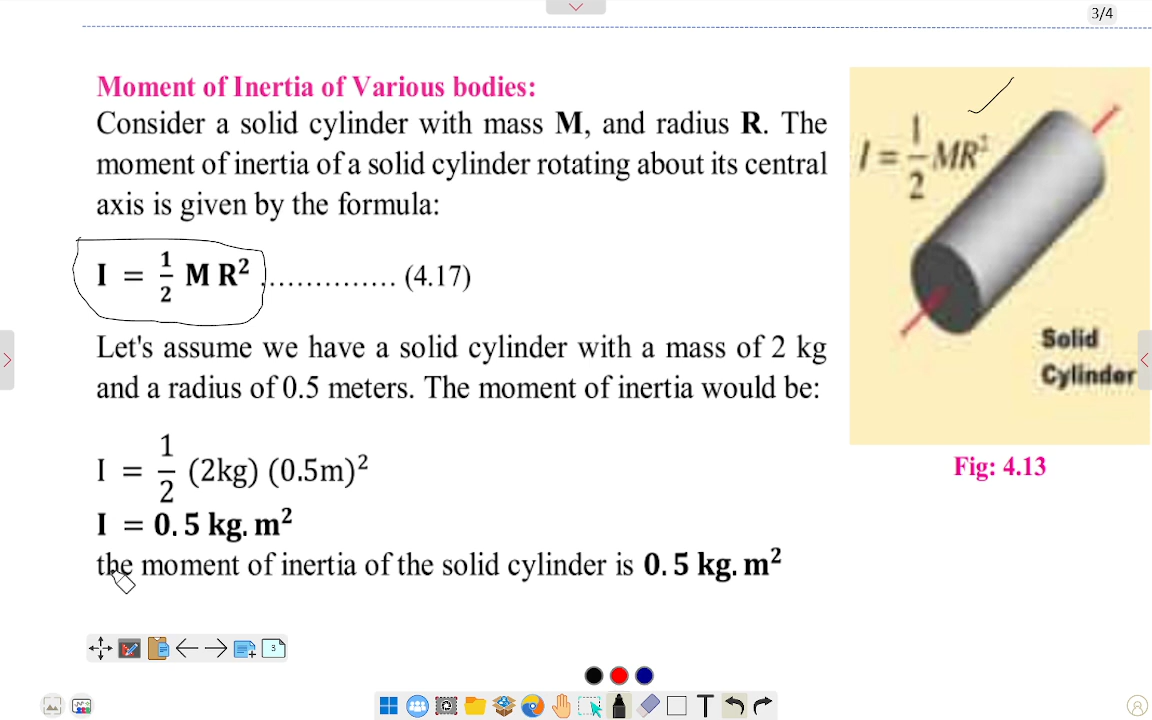 3/4
Moment of Inertia of Various bodies:
Consider a solid cylinder with mass M, and radius R. The
moment of inertia of a solid cylinder rotating about its central
axis is given by the formula:
I = 1/2 M R² .............. (4.17)
Let's assume we have a solid cylinder with a mass of 2 kg
and a radius of 0.5 meters. The moment of inertia would be:
I = 1/2 (2kg) (0.5m)²
I = 0.5 kg.m²
the moment of inertia of the solid cylinder is 0.5 kg.m²
I = 1/2 MR²
Solid
Cylinder
Fig: 4.13
3
T